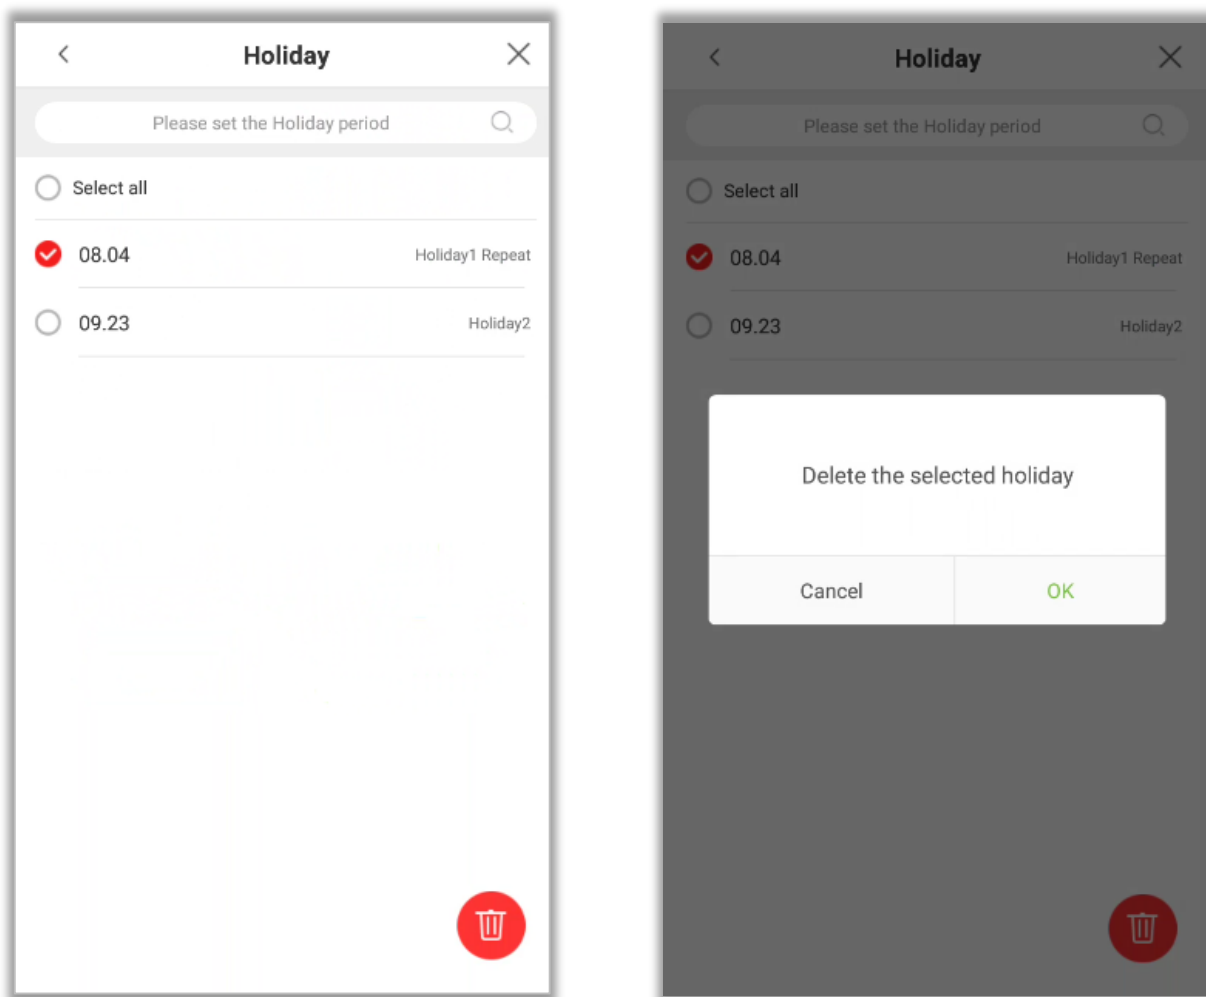 Holiday
Please set the Holiday period
Select all
08.04 Holiday1 Repeat
09.23 Holiday2
Holiday
Please set the Holiday period
Select all
08.04 Holiday1 Repeat
09.23 Holiday2
Delete the selected holiday
Cancel OK